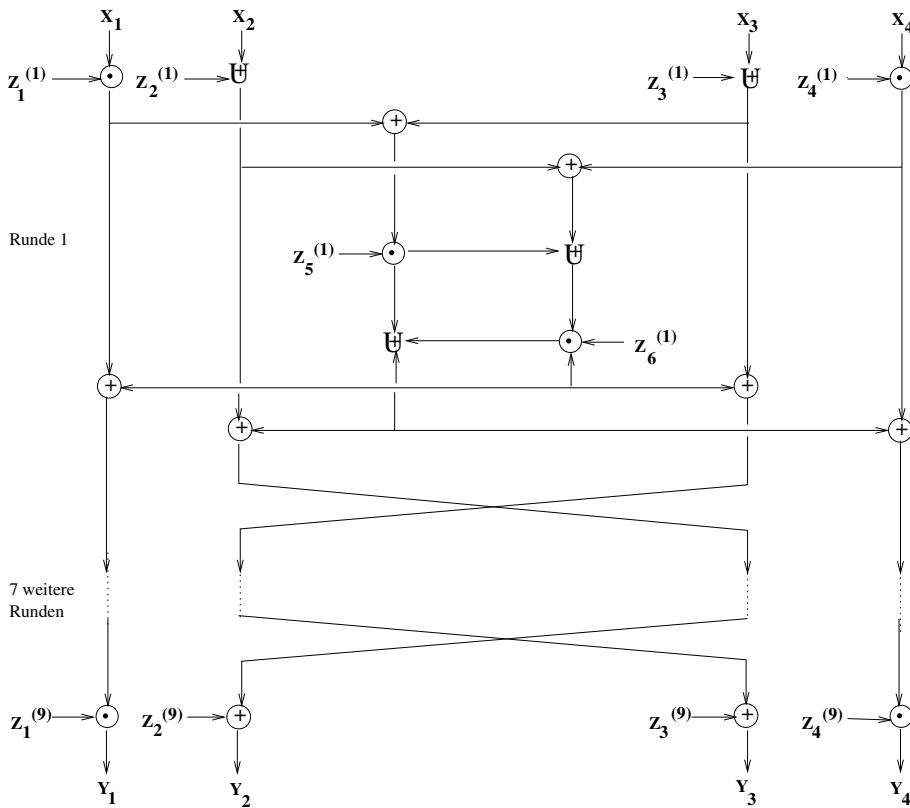 X₁ X₂ X₃ X₄
Z₁⁽¹⁾ Z₂⁽¹⁾ Z₃⁽¹⁾ Z₄⁽¹⁾
Runde 1
Z₅⁽¹⁾
Z₆⁽¹⁾
7 weitere
Runden
Z₁⁽⁹⁾ Z₂⁽⁹⁾ Z₃⁽⁹⁾ Z₄⁽⁹⁾
Y₁ Y₂ Y₃ Y₄